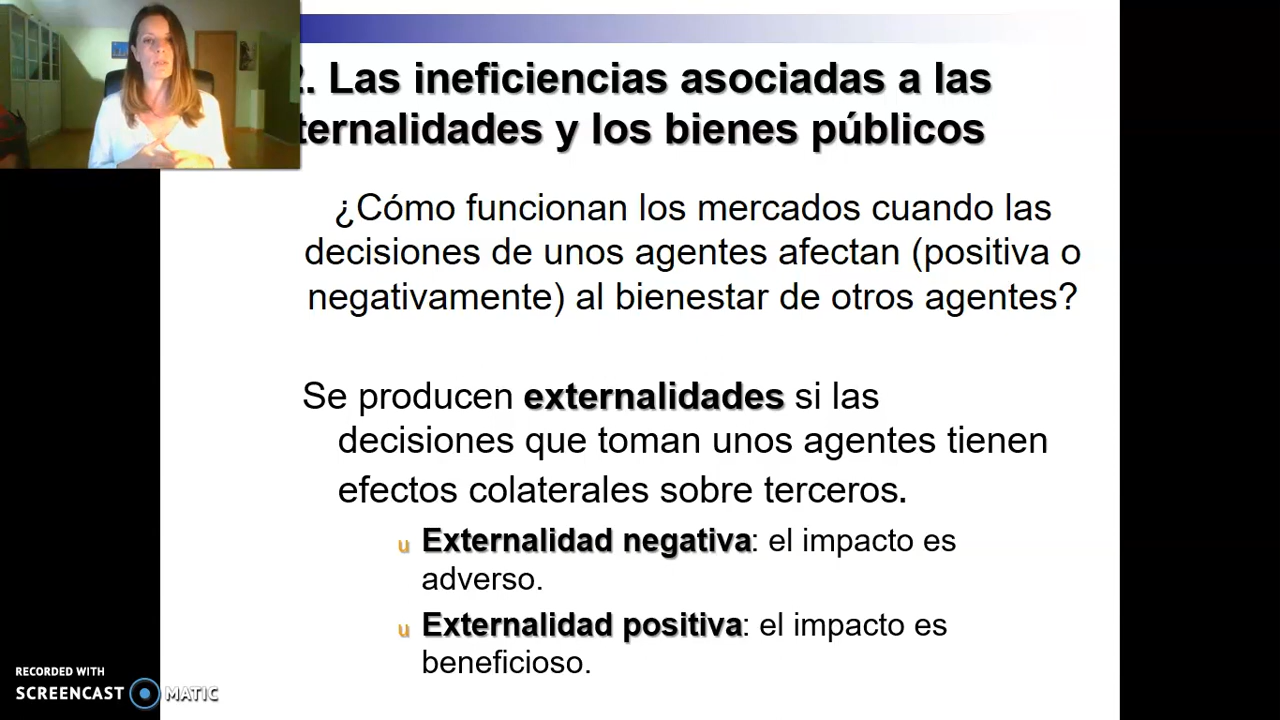 2. Las ineficiencias asociadas a las
ternalidades y los bienes públicos
¿Cómo funcionan los mercados cuando las
decisiones de unos agentes afectan (positiva o
negativamente) al bienestar de otros agentes?
Se producen externalidades si las
decisiones que toman unos agentes tienen
efectos colaterales sobre terceros.
u Externalidad negativa: el impacto es
adverso.
u Externalidad positiva: el impacto es
beneficioso.
RECORDED WITH
SCREENCAST MATIC